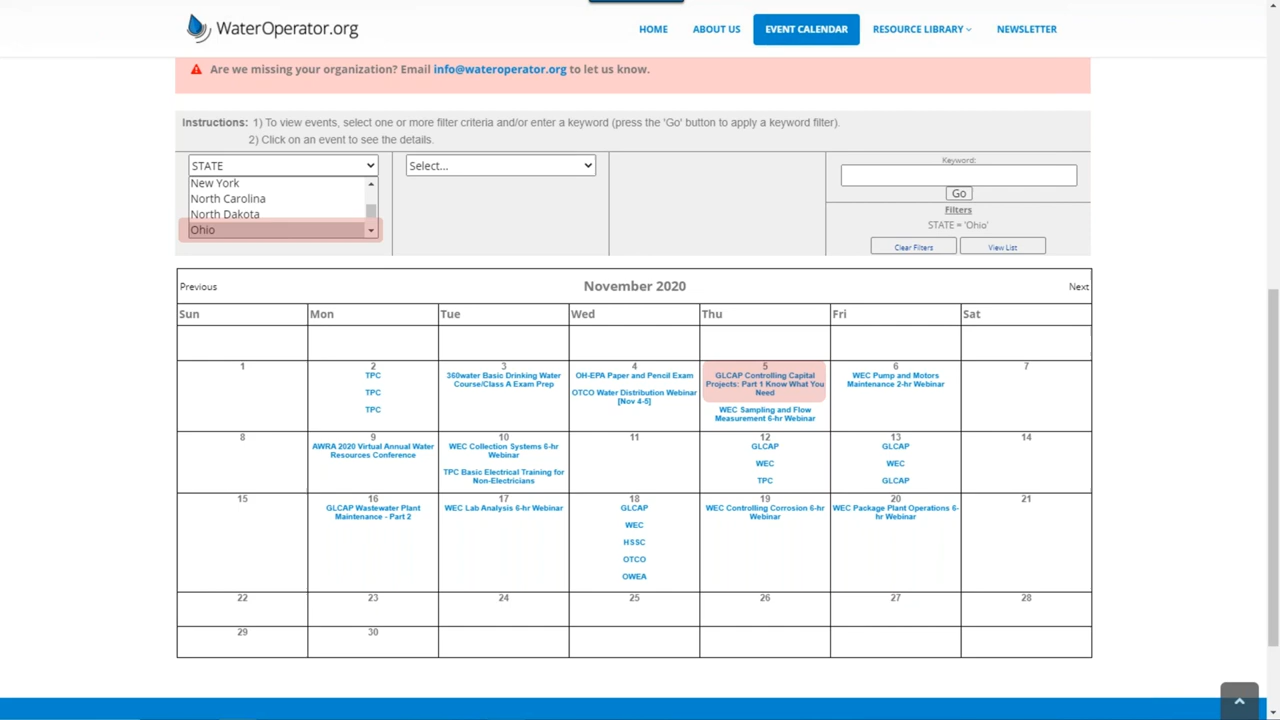 WaterOperator.org
HOME ABOUT US EVENT CALENDAR RESOURCE LIBRARY NEWSLETTER
Are we missing your organization? Email info@wateroperator.org to let us know.
Instructions: 1) To view events, select one or more filter criteria and/or enter a keyword (press the 'Go' button to apply a keyword filter).
2) Click on an event to see the details.
STATE
New York
North Carolina
North Dakota
Ohio
Select...
Keyword:
Go
Filters
STATE = 'Ohio'
Clear Filters View List
Previous November 2020 Next
Sun Mon Tue Wed Thu Fri Sat
1
2
TPC
TPC
TPC
3
360water Basic Drinking Water
Course/Class A Exam Prep
4
OH-EPA Paper and Pencil Exam
OTCO Water Distribution Webinar
[Nov 4-5]
5
GLCAP Controlling Capital
Projects: Part 1 Know What You
Need
WEC Sampling and Flow
Measurement 6-hr Webinar
6
WEC Pump and Motors
Maintenance 2-hr Webinar
7
8
9
AWRA 2020 Virtual Annual Water
Resources Conference
10
WEC Collection Systems 6-hr
Webinar
TPC Basic Electrical Training for
Non-Electricians
11
12
GLCAP
WEC
TPC
13
GLCAP
WEC
GLCAP
14
15
16
GLCAP Wastewater Plant
Maintenance - Part 2
17
WEC Lab Analysis 6-hr Webinar
18
GLCAP
WEC
HSSC
OTCO
OWEA
19
WEC Controlling Corrosion 6-hr
Webinar
20
WEC Package Plant Operations 6-
hr Webinar
21
22 23 24 25 26 27 28
29 30